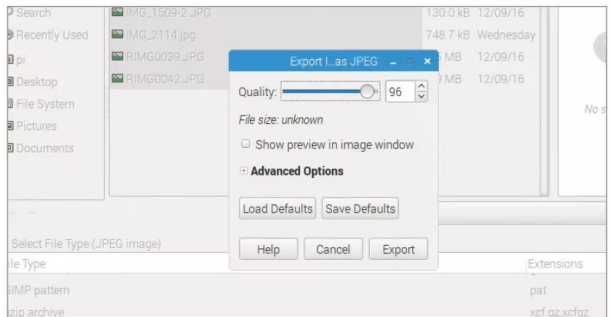 Search
IMG_1509-2.JPG 130.0 kB 12/09/16
Recently Used
IMG_2114.jpg 748.7 kB Wednesday
pi
RIMG0039.JPG MB 12/09/16
Export I...as JPEG
Desktop
RIMG0042.JPG MB 12/09/16
Quality: 96
File System
No s
File size: unknown
Pictures
Show preview in image window
Documents
Advanced Options
Load Defaults Save Defaults
Select File Type (JPEG image)
Help Cancel Export
ile Type Extensions
GIMP pattern pat
gzip archive xcf.gz,xcfgz